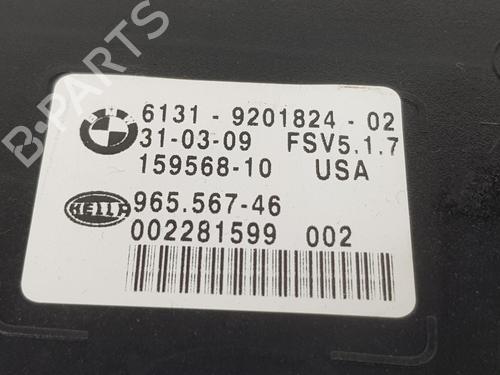 BMW
6131 - 9201824 - 02
31-03-09 FSV5.1.7
159568-10 USA
HELLA
965.567-46
002281599 002
B-PARTS